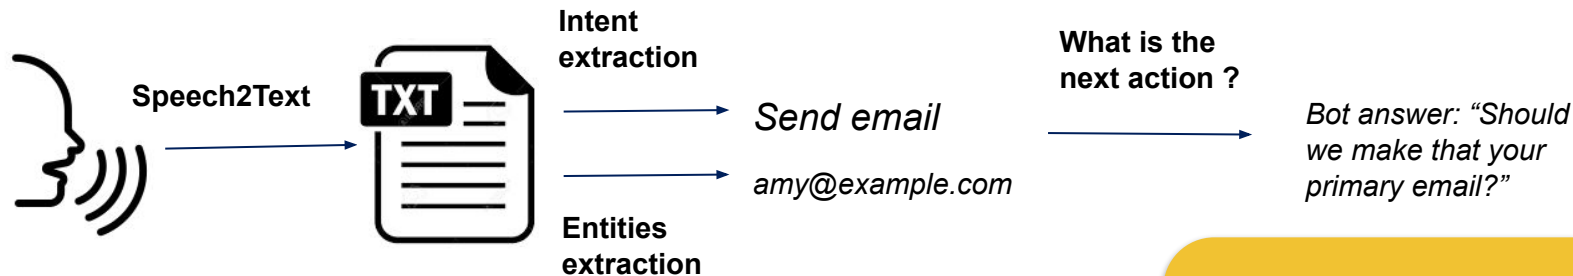 Speech2Text
TXT
Intent
extraction
Send email
amy@example.com
Entities
extraction
What is the
next action ?
Bot answer: “Should
we make that your
primary email?”